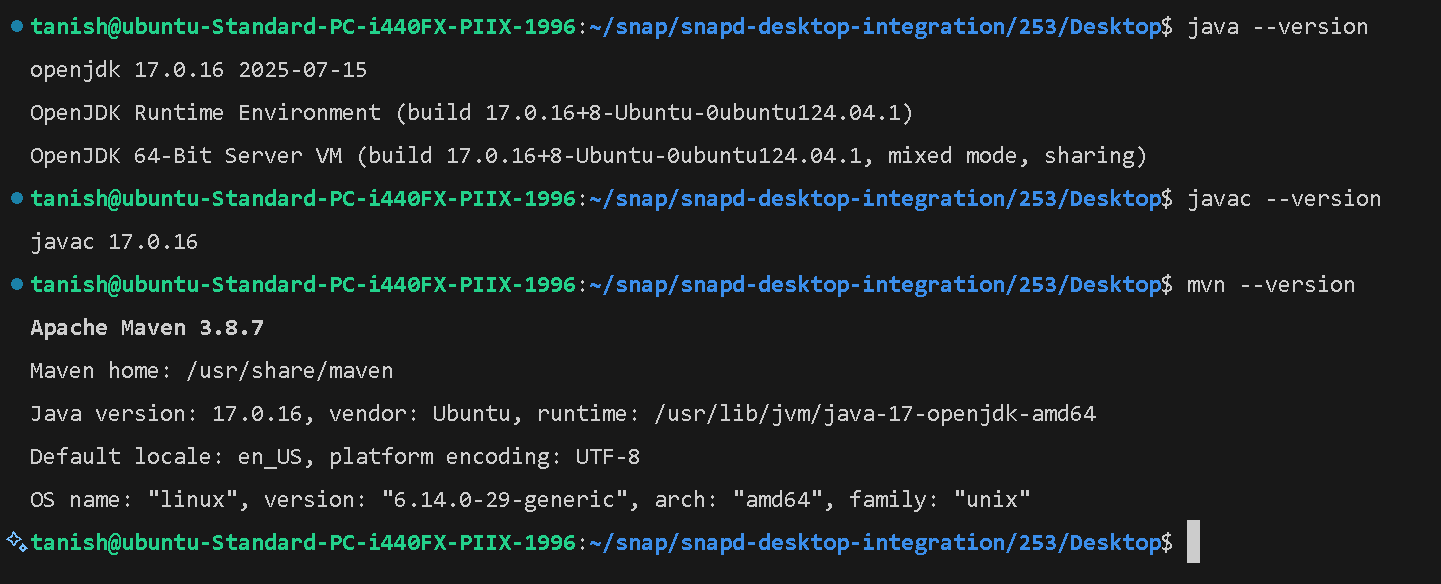 tanish@ubuntu-Standard-PC-i440FX-PIIX-1996:~/snap/snapd-desktop-integration/253/Desktop$ java --version
openjdk 17.0.16 2025-07-15
OpenJDK Runtime Environment (build 17.0.16+8-Ubuntu-0ubuntu124.04.1)
OpenJDK 64-Bit Server VM (build 17.0.16+8-Ubuntu-0ubuntu124.04.1, mixed mode, sharing)
tanish@ubuntu-Standard-PC-i440FX-PIIX-1996:~/snap/snapd-desktop-integration/253/Desktop$ javac --version
javac 17.0.16
tanish@ubuntu-Standard-PC-i440FX-PIIX-1996:~/snap/snapd-desktop-integration/253/Desktop$ mvn --version
Apache Maven 3.8.7
Maven home: /usr/share/maven
Java version: 17.0.16, vendor: Ubuntu, runtime: /usr/lib/jvm/java-17-openjdk-amd64
Default locale: en_US, platform encoding: UTF-8
OS name: "linux", version: "6.14.0-29-generic", arch: "amd64", family: "unix"
tanish@ubuntu-Standard-PC-i440FX-PIIX-1996:~/snap/snapd-desktop-integration/253/Desktop$